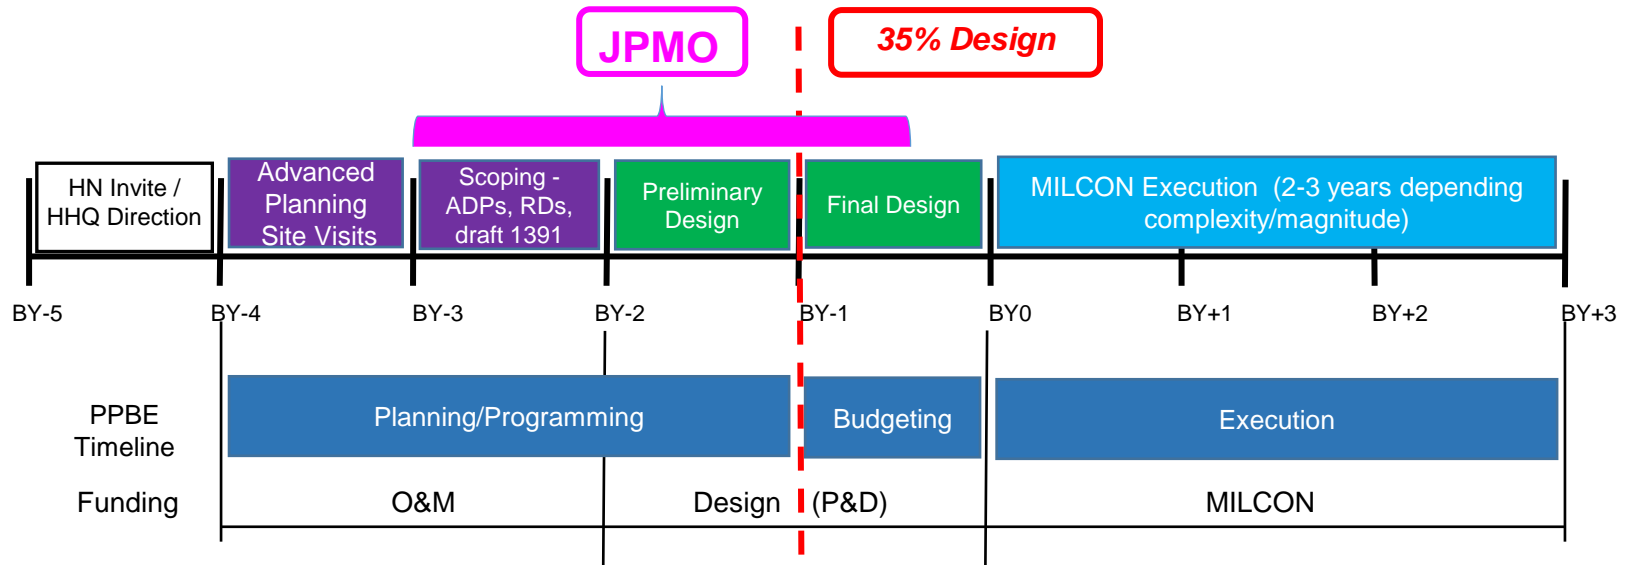 JPMO
35% Design
HN Invite /
HHQ Direction
Advanced
Planning
Site Visits
Scoping -
ADPs, RDs,
draft 1391
Preliminary
Design
Final Design
MILCON Execution (2-3 years depending
complexity/magnitude)
BY-5
BY-4
BY-3
BY-2
BY-1
BY0
BY+1
BY+2
BY+3
PPBE
Timeline
Planning/Programming
Budgeting
Execution
Funding
O&M
Design (P&D)
MILCON